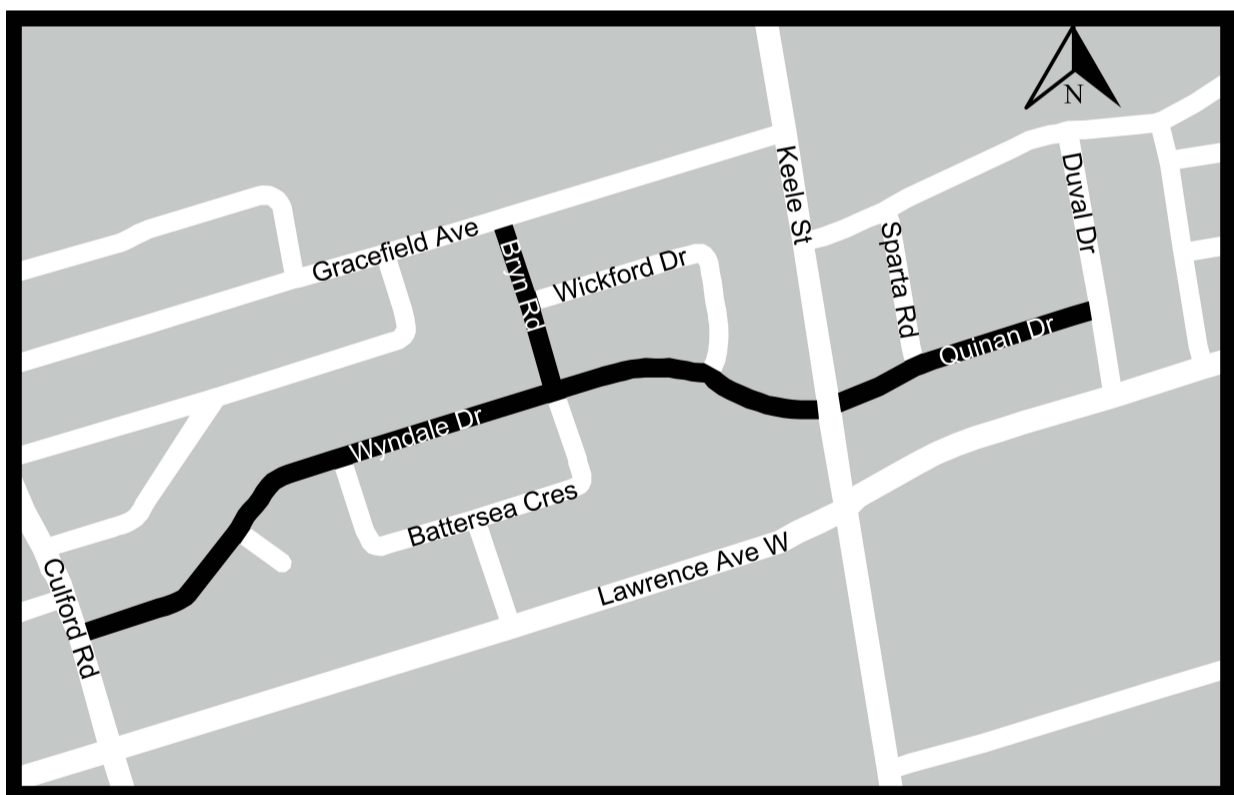 N
Keele St
Duval Dr
Gracefield Ave
Bryn Rd
Wickford Dr
Sparta Rd
Quinan Dr
Wyndale Dr
Battersea Cres
Lawrence Ave W
Culford Rd